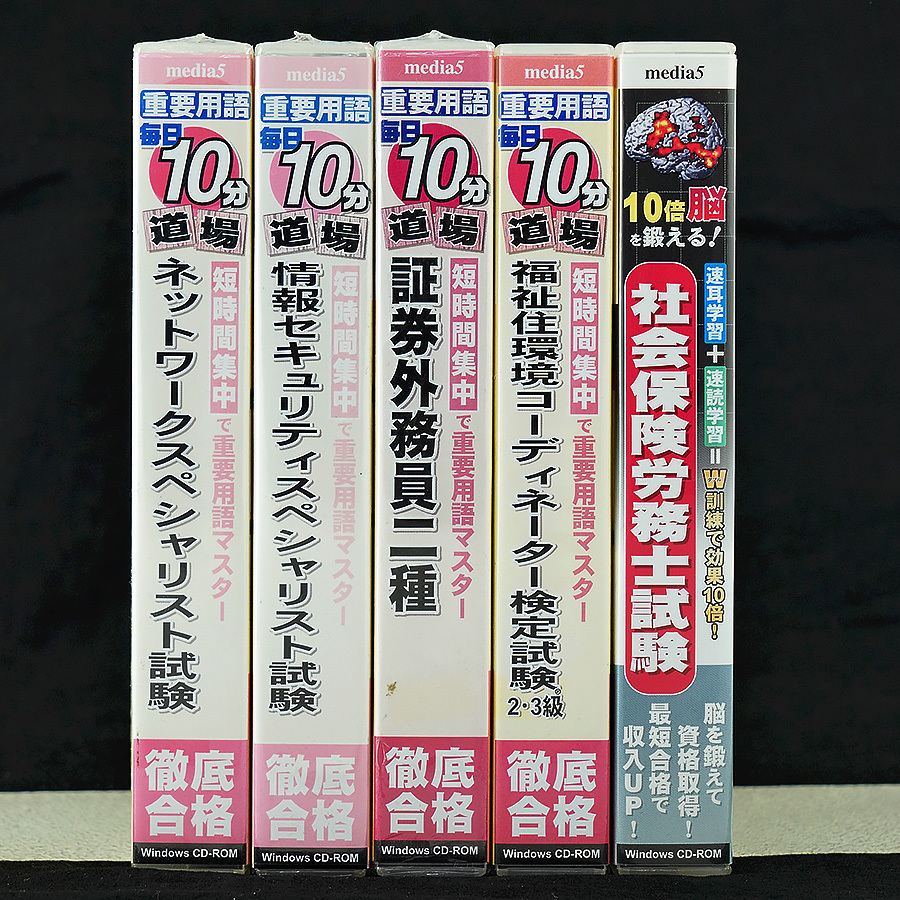 media5
重要用語
毎日
10分
道場
短時間集中で重要用語マスター
ネットワークスペシャリスト試験
徹底
合格
Windows CD-ROM
media5
重要用語
毎日
10分
道場
短時間集中で重要用語マスター
情報セキュリティスペシャリスト試験
徹底
合格
Windows CD-ROM
media5
重要用語
毎日
10分
道場
短時間集中で重要用語マスター
証券外務員二種
徹底
合格
Windows CD-ROM
media5
重要用語
毎日
10分
道場
短時間集中で重要用語マスター
福祉住環境コーディネーター検定試験®
2・3級
徹底
合格
Windows CD-ROM
media5
10倍脳
を鍛える!
速耳学習+速読学習=W訓練で効果10倍!
社会保険労務士試験
脳を鍛えて
資格取得!
最短合格で
収入UP!
Windows CD-ROM